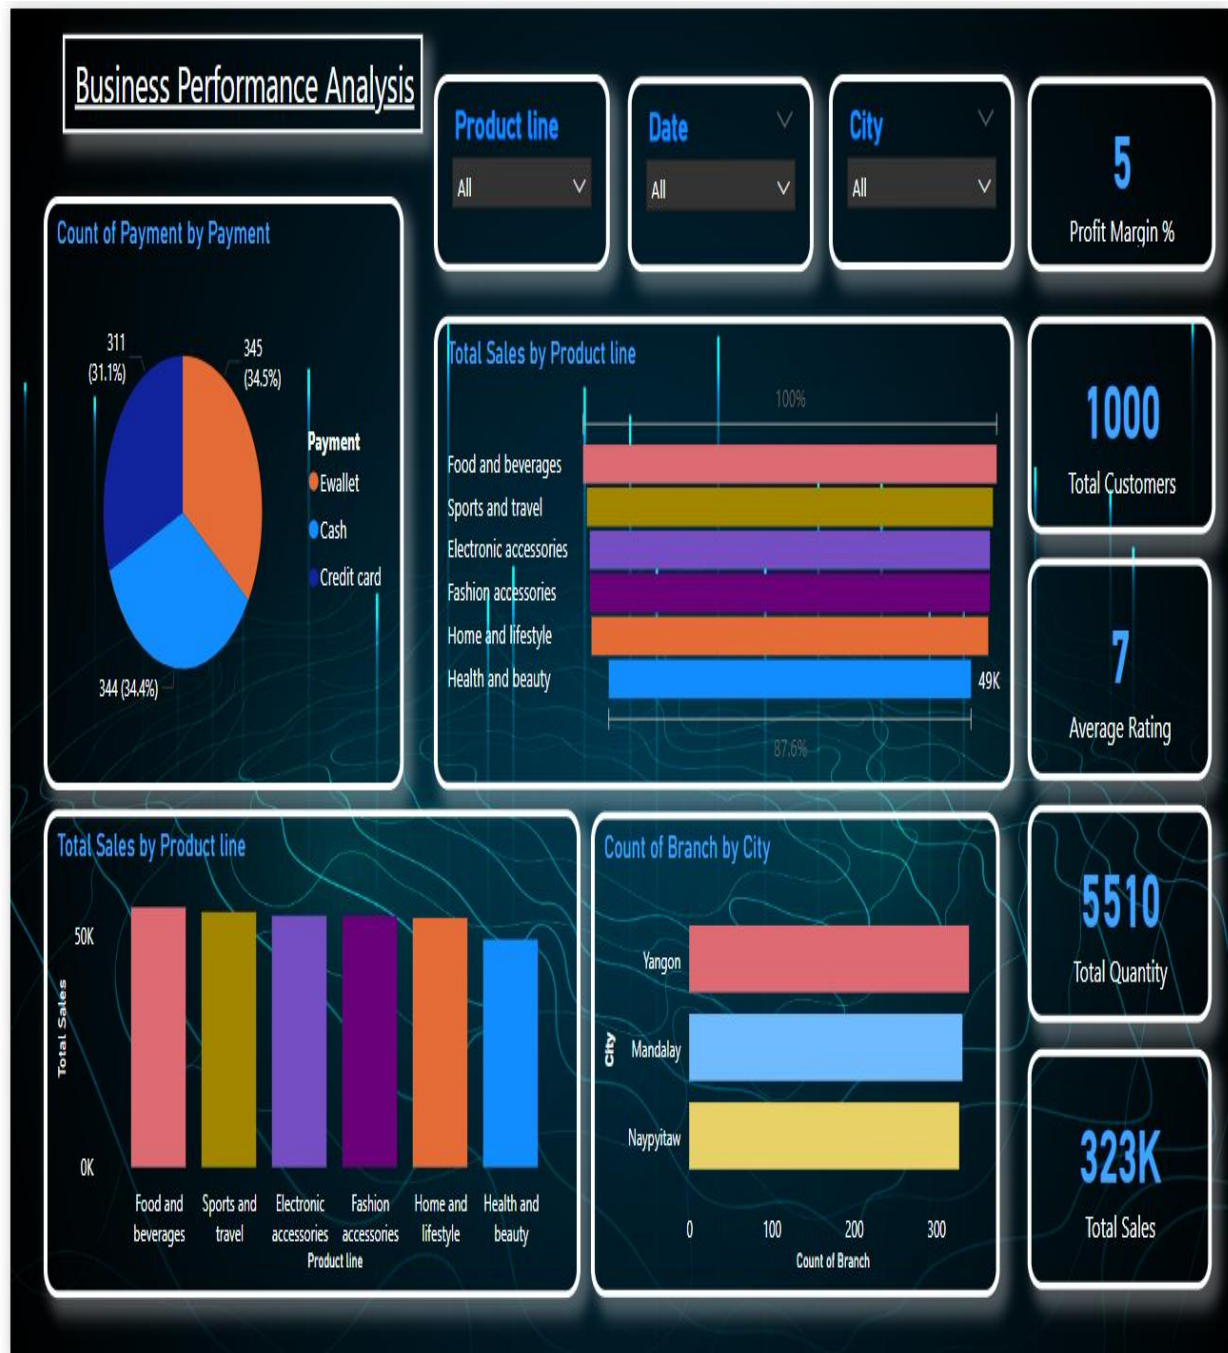 Business Performance Analysis
Product line
All
Date
All
City
All
5
Profit Margin %
Count of Payment by Payment
311
(31.1%)
345
(34.5%)
344 (34.4%)
Payment
Ewallet
Cash
Credit card
Total Sales by Product line
100%
Food and beverages
Sports and travel
Electronic accessories
Fashion accessories
Home and lifestyle
Health and beauty
49K
87.6%
1000
Total Customers
7
Average Rating
Total Sales by Product line
Total Sales
50K
0K
Food and
beverages
Sports and
travel
Electronic
accessories
Fashion
accessories
Home and
lifestyle
Health and
beauty
Product line
Count of Branch by City
City
Yangon
Mandalay
Naypyitaw
0
100
200
300
Count of Branch
5510
Total Quantity
323K
Total Sales